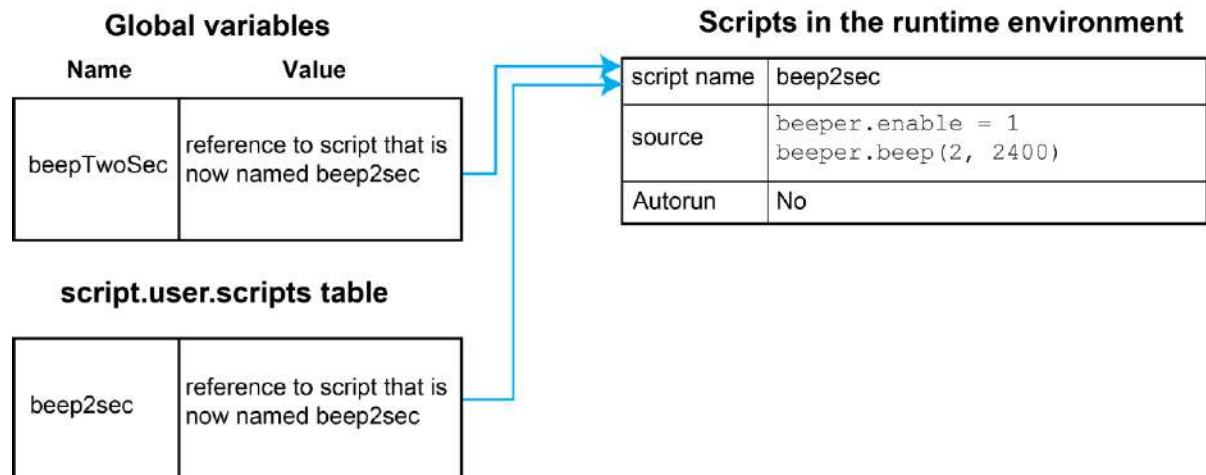 Global variables
Name Value
beepTwoSec
reference to script that is
now named beep2sec
script.user.scripts table
beep2sec
reference to script that is
now named beep2sec
Scripts in the runtime environment
script name beep2sec
source
beeper.enable = 1
beeper.beep(2, 2400)
Autorun No